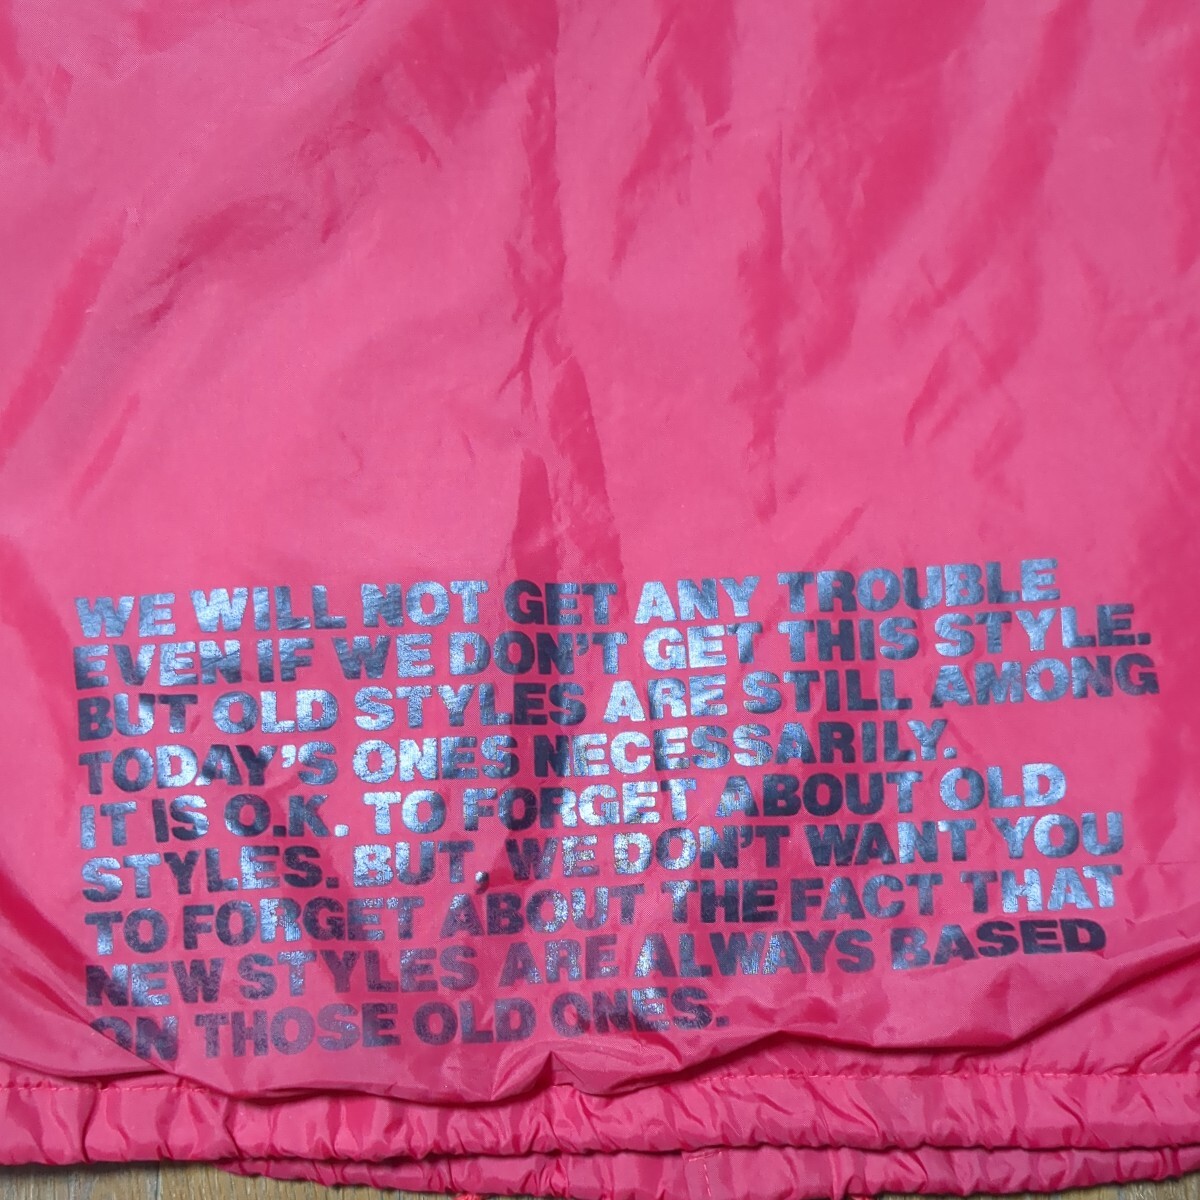 WE WILL NOT GET ANY TROUBLE
EVEN IF WE DON'T GET THIS STYLE.
BUT OLD STYLES ARE STILL AMONG
TODAY'S ONES NECESSARILY.
IT IS O.K. TO FORGET ABOUT OLD
STYLES. BUT, WE DON'T WANT YOU
TO FORGET ABOUT THE FACT THAT
NEW STYLES ARE ALWAYS BASED
ON THOSE OLD ONES.